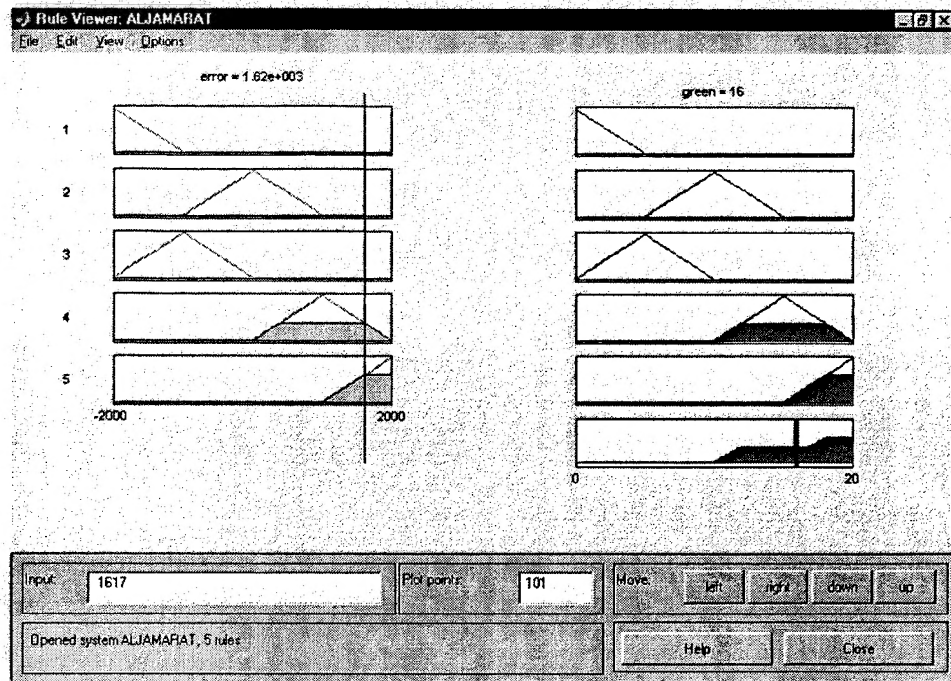 Rule Viewer: ALJAMARAT
File Edit View Options
error = 1.62e+003
green = 16
1
2
3
4
5
-2000 2000
0 20
Input: 1617
Plot points: 101
Move: left right down up
Opened system ALJAMARAT, 5 rules
Help Close